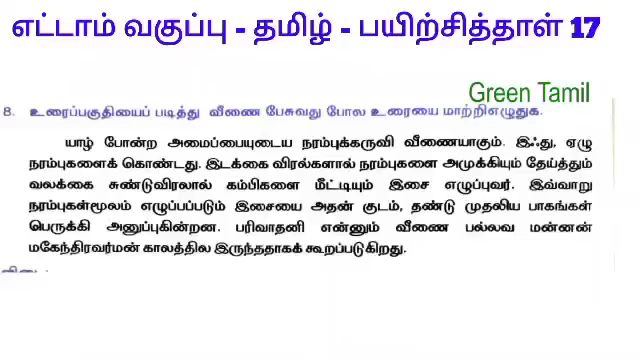 எட்டாம் வகுப்பு - தமிழ் - பயிற்சித்தாள் 17
Green Tamil
8. உரைப்பகுதியைப் படித்து வீணை பேசுவது போல உரையை மாற்றிஎழுதுக.
யாழ் போன்ற அமைப்பையுடைய நரம்புக்கருவி வீணையாகும். இஃது, ஏழு
நரம்புகளைக் கொண்டது. இடக்கை விரல்களால் நரம்புகளை அமுக்கியும் தேய்த்தும்
வலக்கை சுண்டுவிரலால் கம்பிகளை மீட்டியும் இசை எழுப்புவர். இவ்வாறு
நரம்புகள்மூலம் எழுப்பப்படும் இசையை அதன் குடம், தண்டு முதலிய பாகங்கள்
பெருக்கி அனுப்புகின்றன. பரிவாதனி என்னும் வீணை பல்லவ மன்னன்
மகேந்திரவர்மன் காலத்தில இருந்ததாகக் கூறப்படுகிறது.